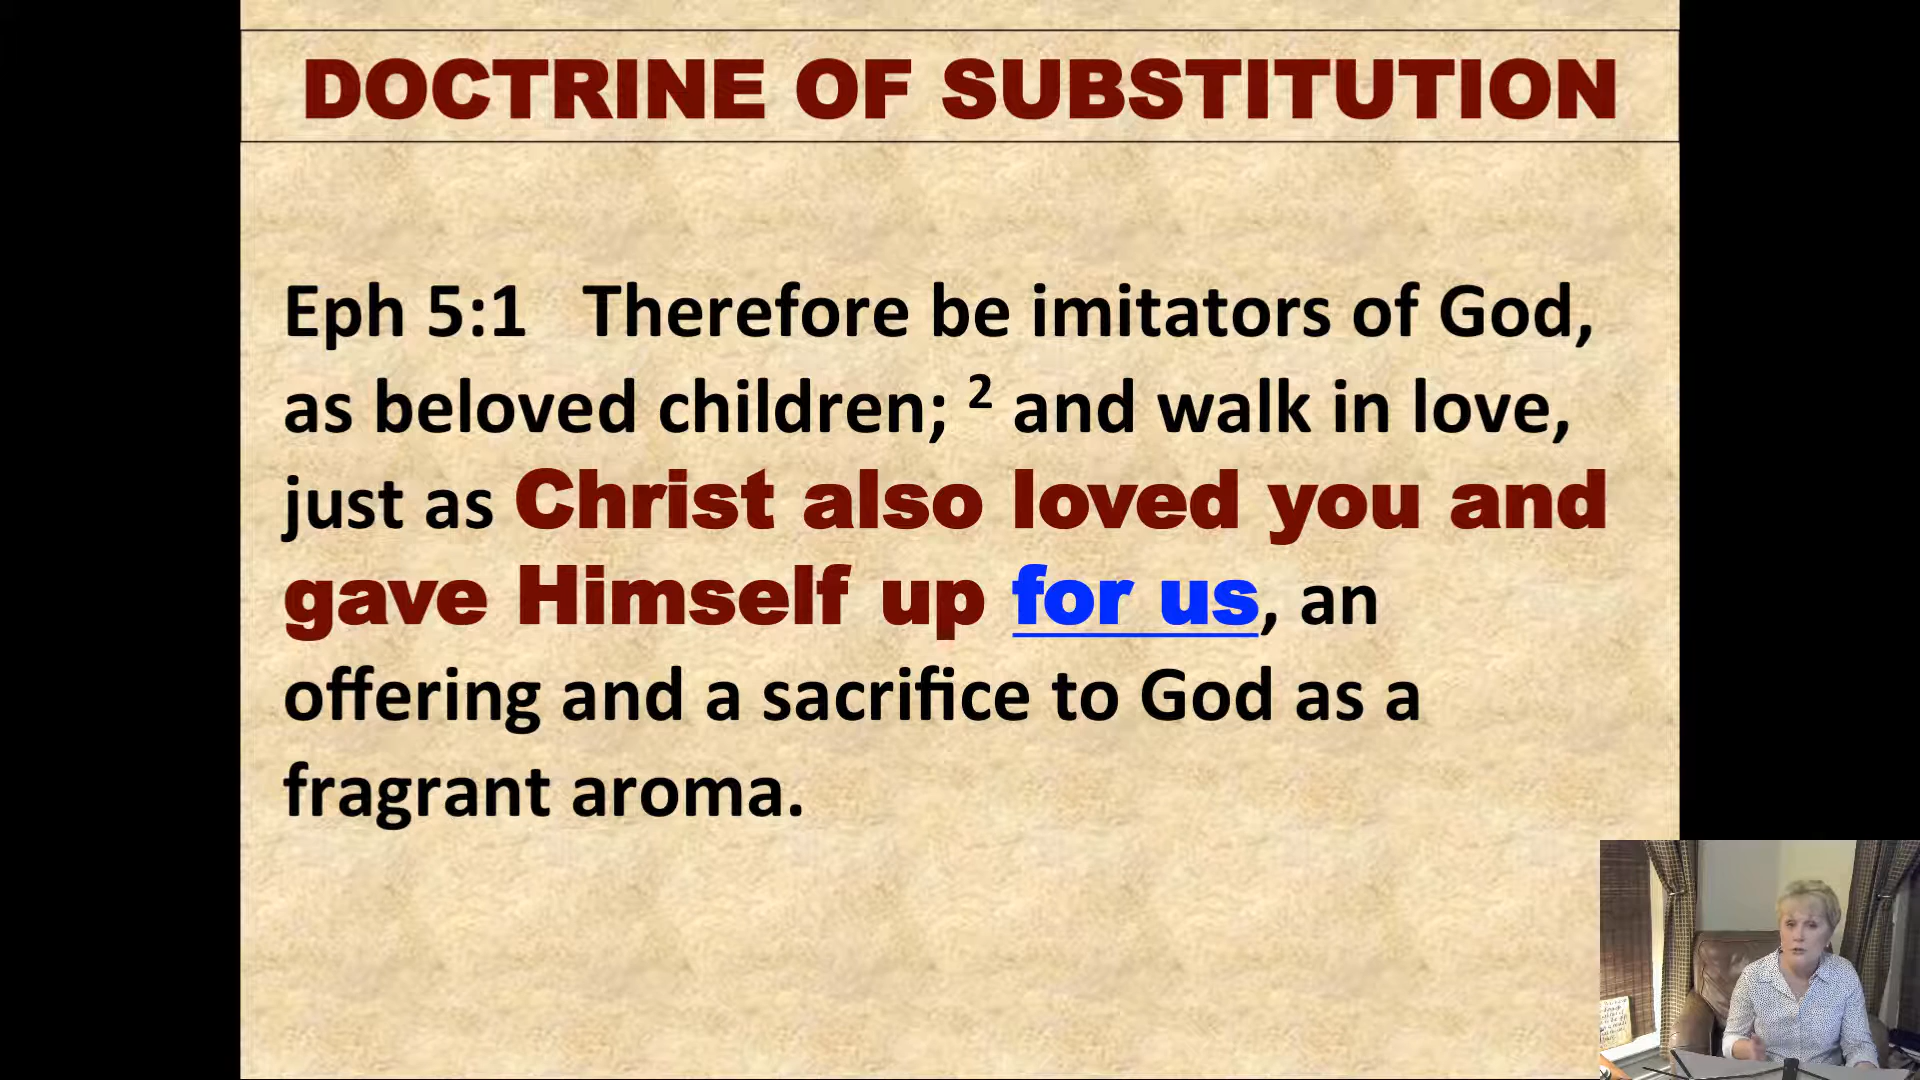 DOCTRINE OF SUBSTITUTION
Eph 5:1 Therefore be imitators of God,
as beloved children; 2 and walk in love,
just as Christ also loved you and
gave Himself up for us, an
offering and a sacrifice to God as a
fragrant aroma.